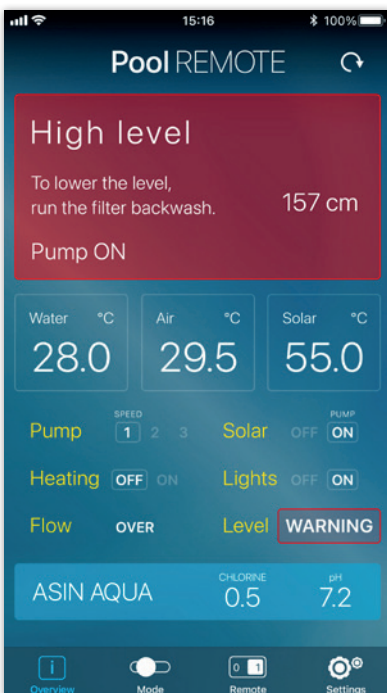 15:16
100%
Pool REMOTE
High level
To lower the level,
run the filter backwash.
157 cm
Pump ON
Water °C
Air °C
Solar °C
28.0
29.5
55.0
SPEED
Pump 1 2 3
PUMP
Solar OFF ON
Heating OFF ON
Lights OFF ON
Flow OVER
Level WARNING
ASIN AQUA
CHLORINE
0.5
pH
7.2
i
0 1
Overview
Mode
Remote
Settings